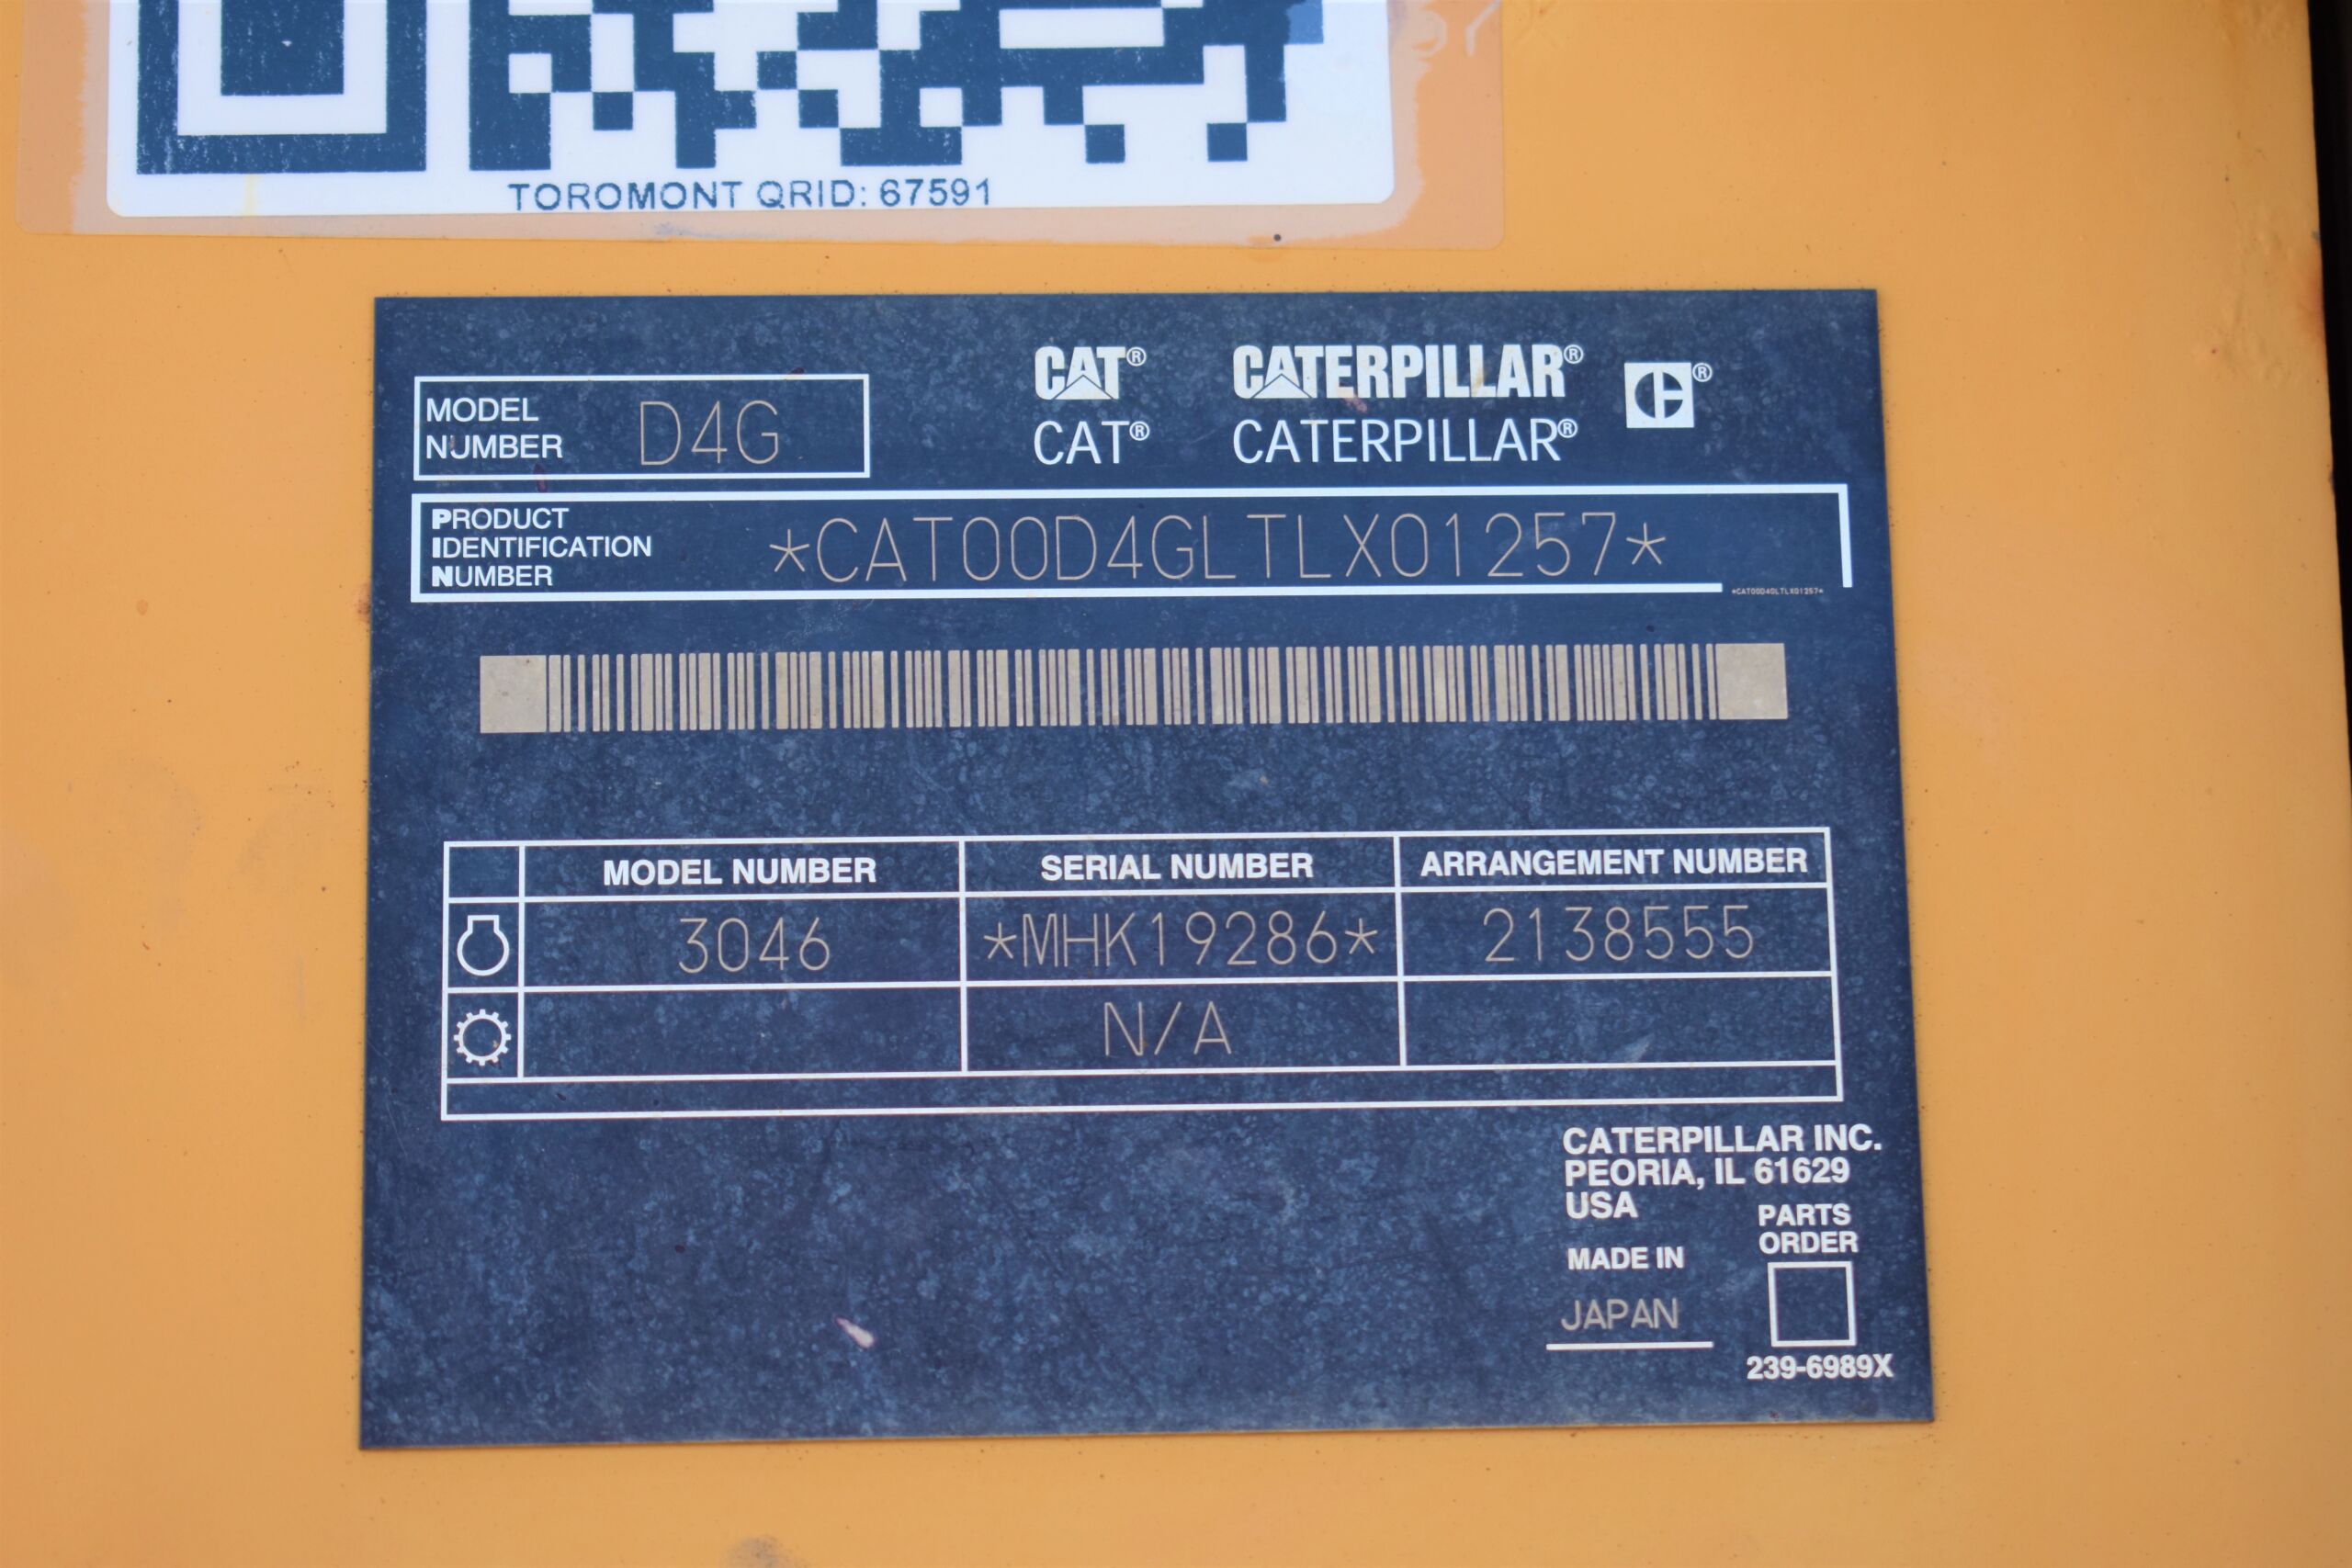 TOROMONT QRID: 67591
MODEL NUMBER D4G
CAT® CATERPILLAR® ®
CAT® CATERPILLAR®
PRODUCT IDENTIFICATION NUMBER *CAT00D4GLTLX01257*
*CAT00D4GLTLX01257*
MODEL NUMBER SERIAL NUMBER ARRANGEMENT NUMBER
3046 *MHK19286* 2138555
N/A
CATERPILLAR INC.
PEORIA, IL 61629
USA
PARTS ORDER
MADE IN
JAPAN
239-6989X